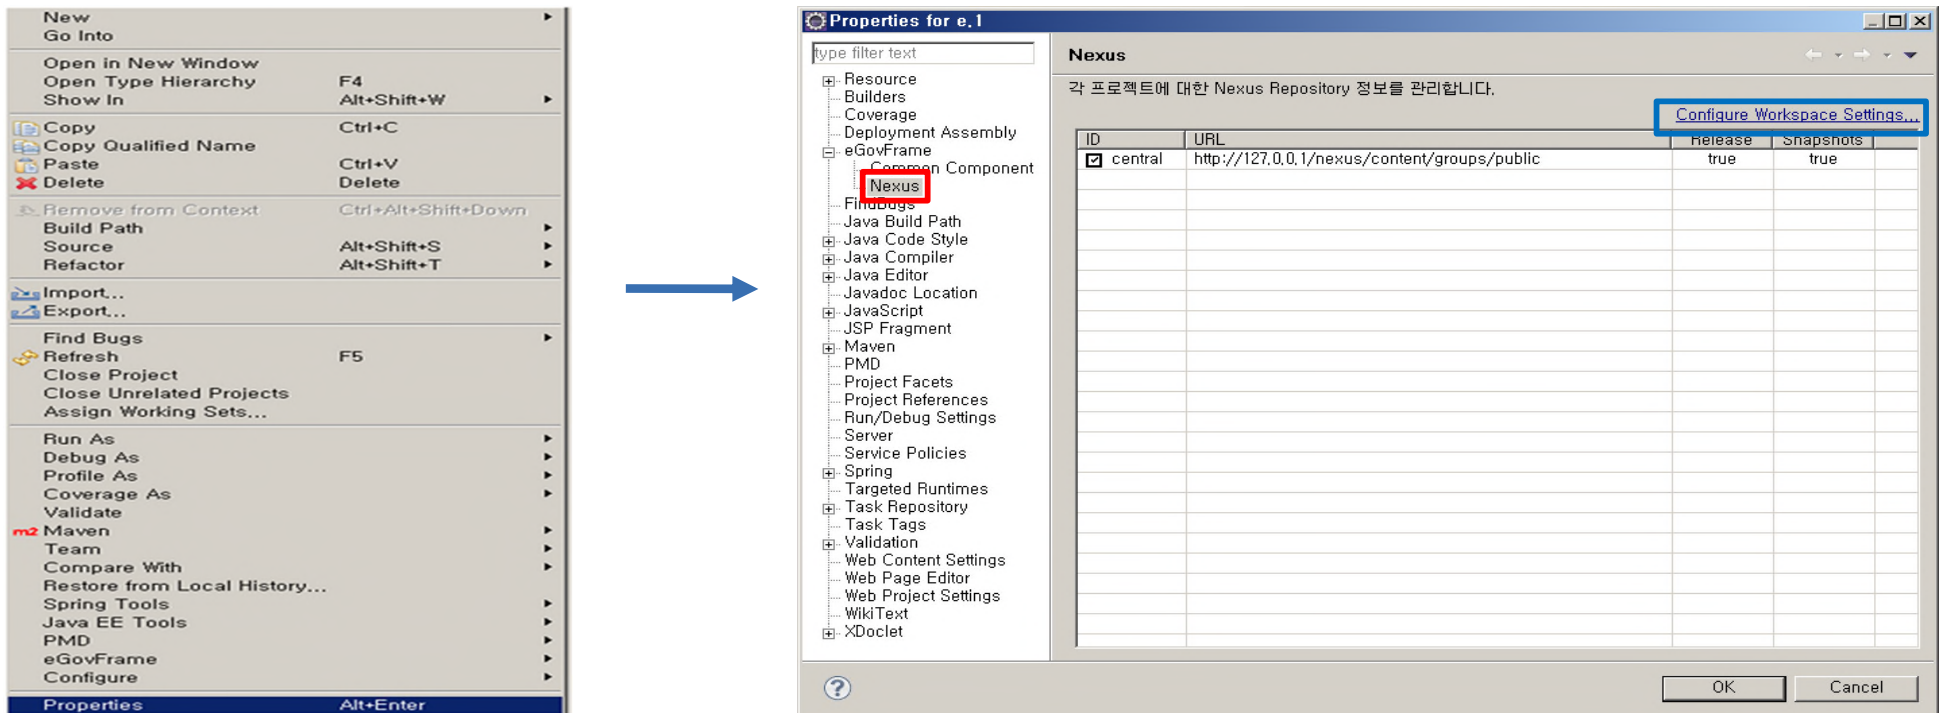 New
Go Into
Open in New Window
Open Type Hierarchy F4
Show In Alt+Shift+W
Copy Ctrl+C
Copy Qualified Name
Paste Ctrl+V
Delete Delete
Remove from Context Ctrl+Alt+Shift+Down
Build Path
Source Alt+Shift+S
Refactor Alt+Shift+T
Import...
Export...
Find Bugs
Refresh F5
Close Project
Close Unrelated Projects
Assign Working Sets...
Run As
Debug As
Profile As
Coverage As
Validate
m2 Maven
Team
Compare With
Restore from Local History...
Spring Tools
Java EE Tools
PMD
eGovFrame
Configure
Properties Alt+Enter
Properties for e.1
type filter text
Resource
Builders
Coverage
Deployment Assembly
eGovFrame
Common Component
Nexus
FindBugs
Java Build Path
Java Code Style
Java Compiler
Java Editor
Javadoc Location
JavaScript
JSP Fragment
Maven
PMD
Project Facets
Project References
Run/Debug Settings
Server
Service Policies
Spring
Targeted Runtimes
Task Repository
Task Tags
Validation
Web Content Settings
Web Page Editor
Web Project Settings
WikiText
XDoclet
Nexus
각 프로젝트에 대한 Nexus Repository 정보를 관리합니다.
Configure Workspace Settings...
ID URL Release Snapshots
central http://127.0.0.1/nexus/content/groups/public true true
?
OK Cancel